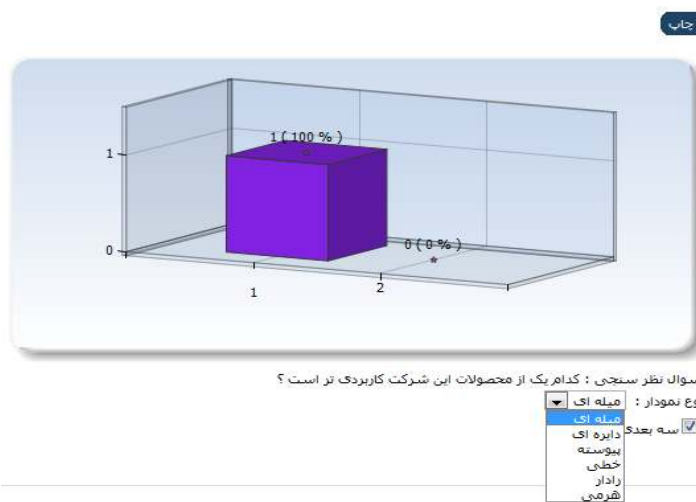 چاپ
1 ( 100 % )
1
0 ( 0 % )
0
1
2
سوال نظر سنجی : کدام یک از محصولات این شرکت کاربردی تر است ؟
نوع نمودار : میله ای
میله ای
سه بعدی
دایره ای
پیوسته
خطی
رادار
هرمی